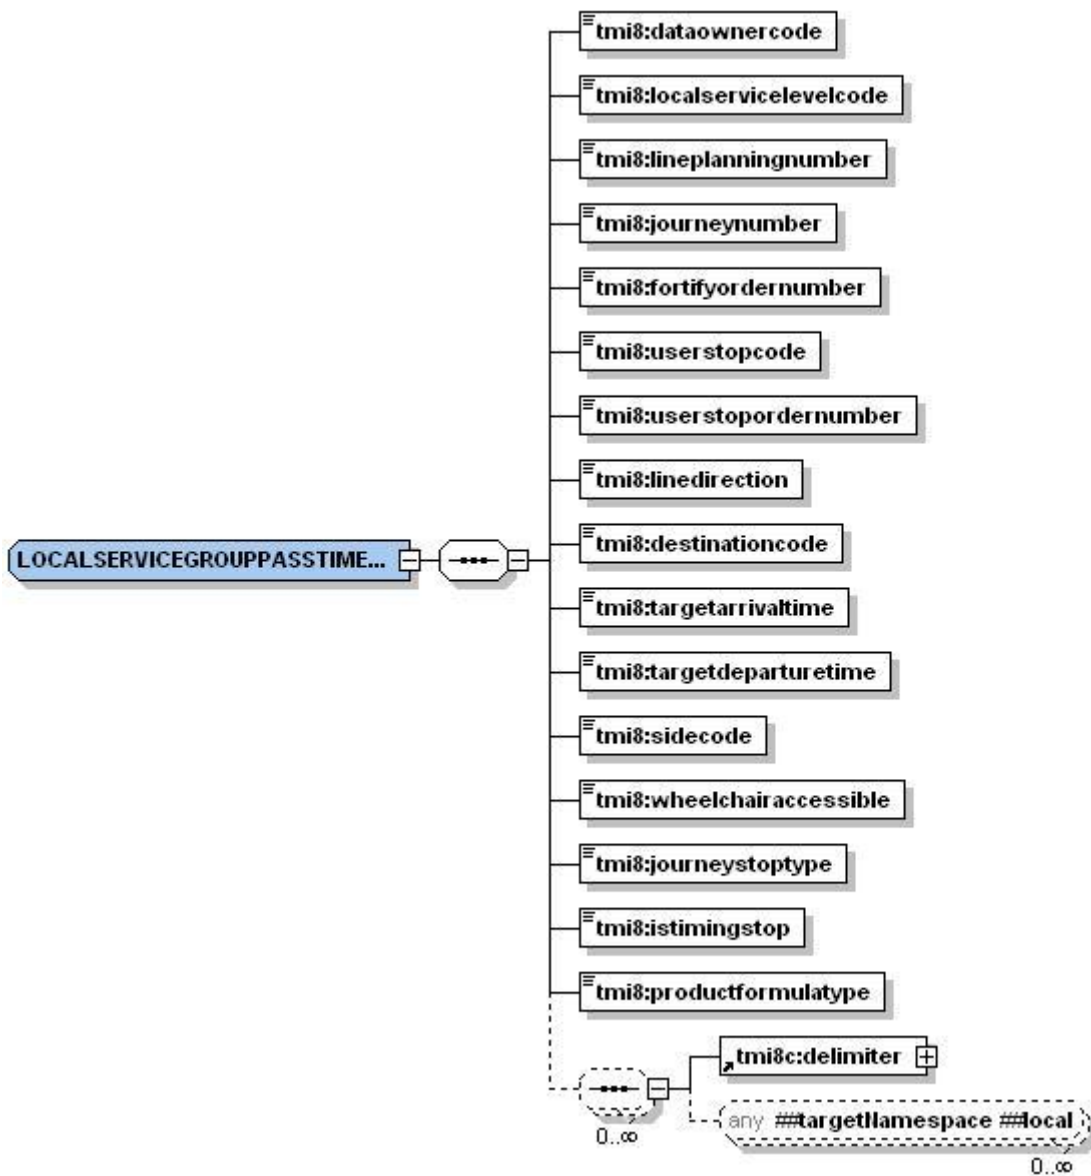 tmi8:dataownercode
tmi8:localservicelevelcode
tmi8:lineplanningnumber
tmi8:journeynumber
tmi8:fortifyordernumber
tmi8:userstopcode
tmi8:userstopordernumber
tmi8:linedirection
tmi8:destinationcode
LOCALSERVICEGROUPPASSTIME...
tmi8:targetarrivaltime
tmi8:targetdeparturetime
tmi8:sidecode
tmi8:wheelchairaccessible
tmi8:journeystoptype
tmi8:istimingstop
tmi8:productformulatype
tmi8c:delimiter
any ##targetNamespace ##local
0..∞
0..∞